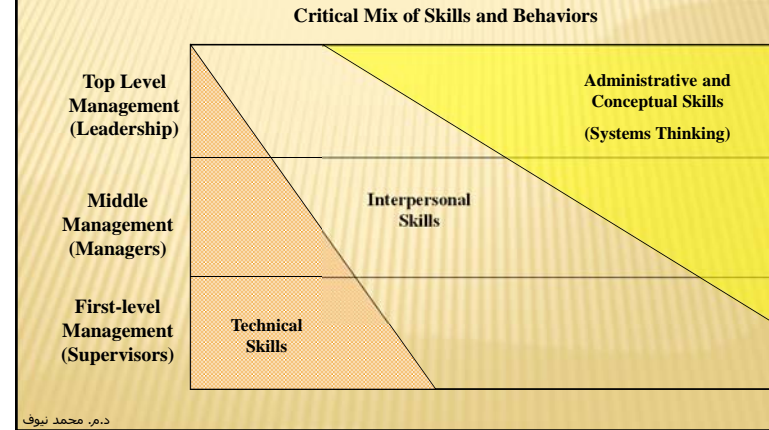 Critical Mix of Skills and Behaviors
Top Level
Management
(Leadership)
Administrative and
Conceptual Skills
(Systems Thinking)
Middle
Management
(Managers)
Interpersonal
Skills
First-level
Management
(Supervisors)
Technical
Skills
د.م. محمد نيوف